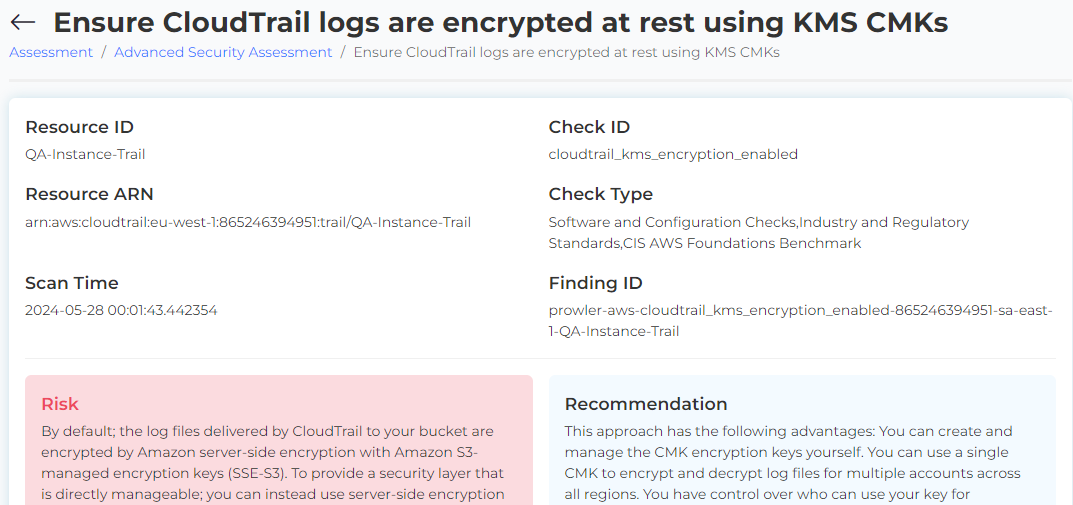 Ensure CloudTrail logs are encrypted at rest using KMS CMKs
Assessment / Advanced Security Assessment / Ensure CloudTrail logs are encrypted at rest using KMS CMKs
Resource ID
QA-Instance-Trail
Check ID
cloudtrail_kms_encryption_enabled
Resource ARN
arn:aws:cloudtrail:eu-west-1:865246394951:trail/QA-Instance-Trail
Check Type
Software and Configuration Checks,Industry and Regulatory
Standards,CIS AWS Foundations Benchmark
Scan Time
2024-05-28 00:01:43.442354
Finding ID
prowler-aws-cloudtrail_kms_encryption_enabled-865246394951-sa-east-
1-QA-Instance-Trail
Risk
By default; the log files delivered by CloudTrail to your bucket are
encrypted by Amazon server-side encryption with Amazon S3-
managed encryption keys (SSE-S3). To provide a security layer that
is directly manageable; you can instead use server-side encryption
Recommendation
This approach has the following advantages: You can create and
manage the CMK encryption keys yourself. You can use a single
CMK to encrypt and decrypt log files for multiple accounts across
all regions. You have control over who can use your key for